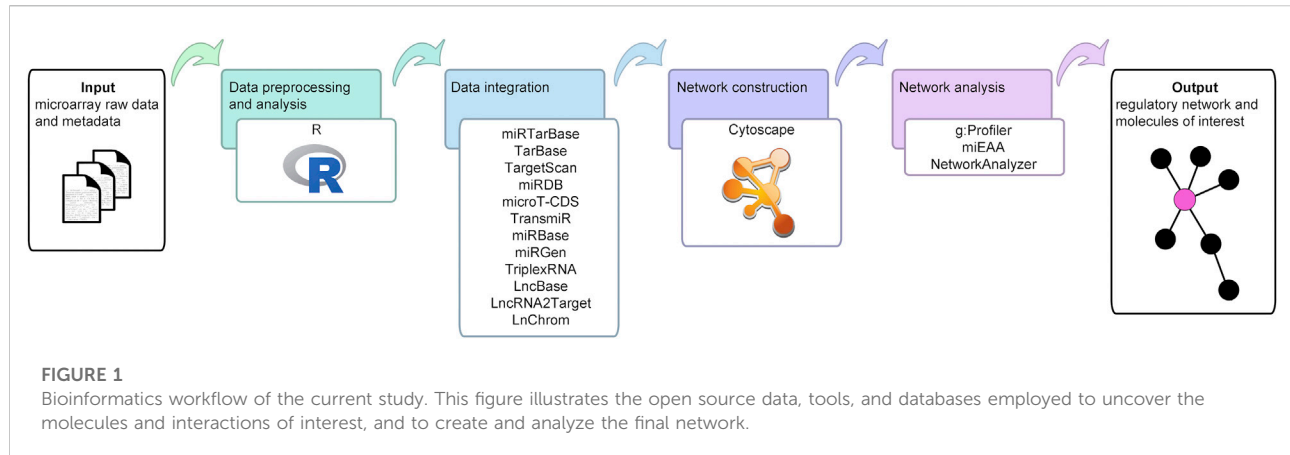 Input
microarray raw data
and metadata
Data preprocessing
and analysis
R
R
Data integration
miRTarBase
TarBase
TargetScan
miRDB
microT-CDS
TransmiR
miRBase
miRGen
TriplexRNA
LncBase
LncRNA2Target
LnChrom
Network construction
Cytoscape
Network analysis
g:Profiler
miEAA
NetworkAnalyzer
Output
regulatory network and
molecules of interest
FIGURE 1
Bioinformatics workflow of the current study. This figure illustrates the open source data, tools, and databases employed to uncover the
molecules and interactions of interest, and to create and analyze the final network.